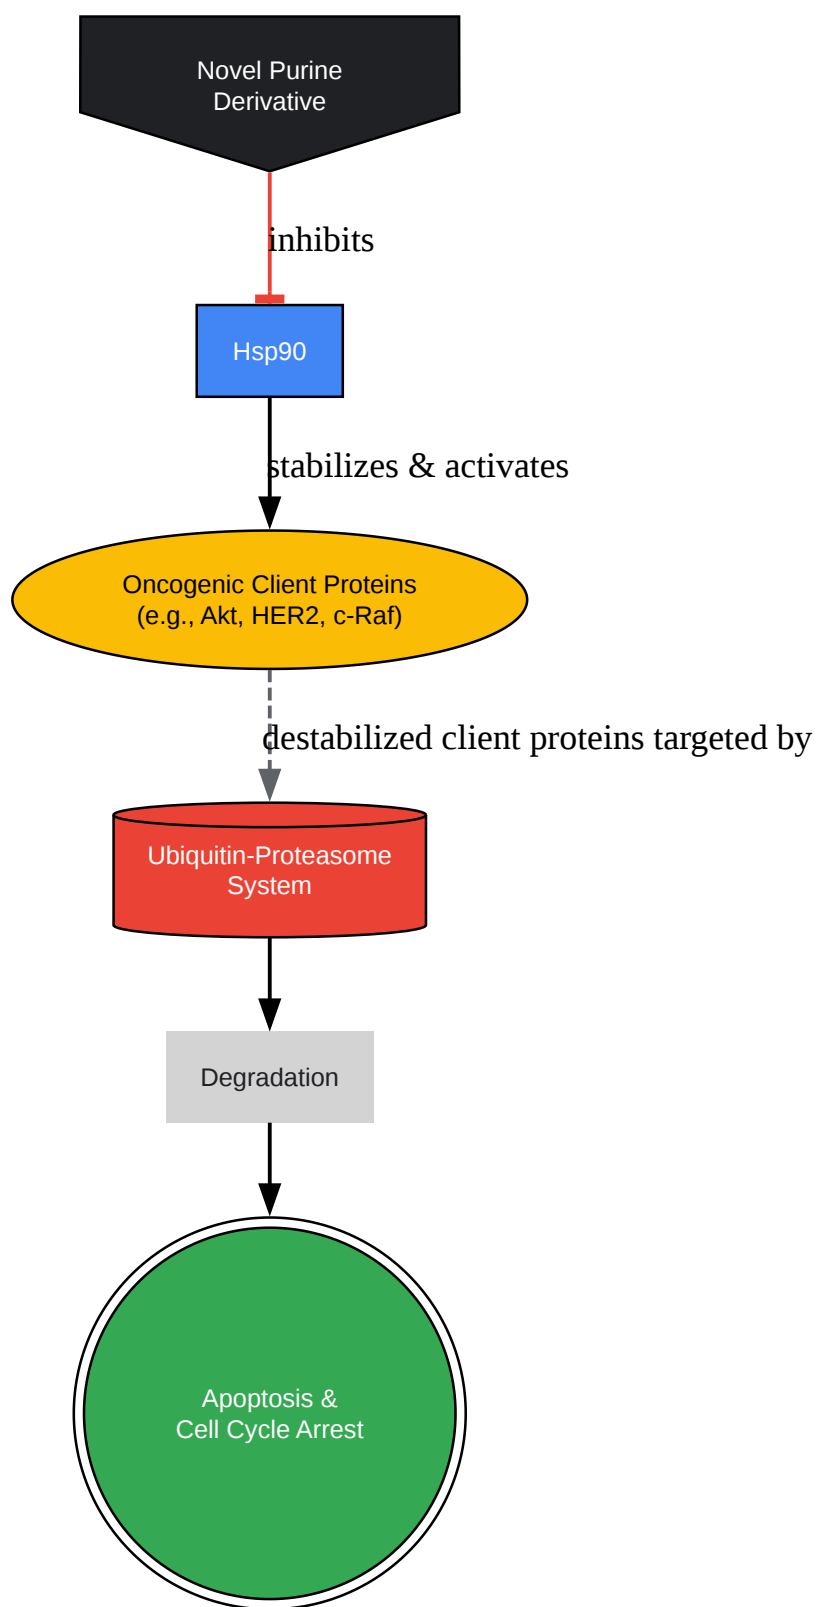 Novel Purine
Derivative
inhibits
Hsp90
stabilizes & activates
Oncogenic Client Proteins
(e.g., Akt, HER2, c-Raf)
destabilized client proteins targeted by
Ubiquitin-Proteasome
System
Degradation
Apoptosis &
Cell Cycle Arrest